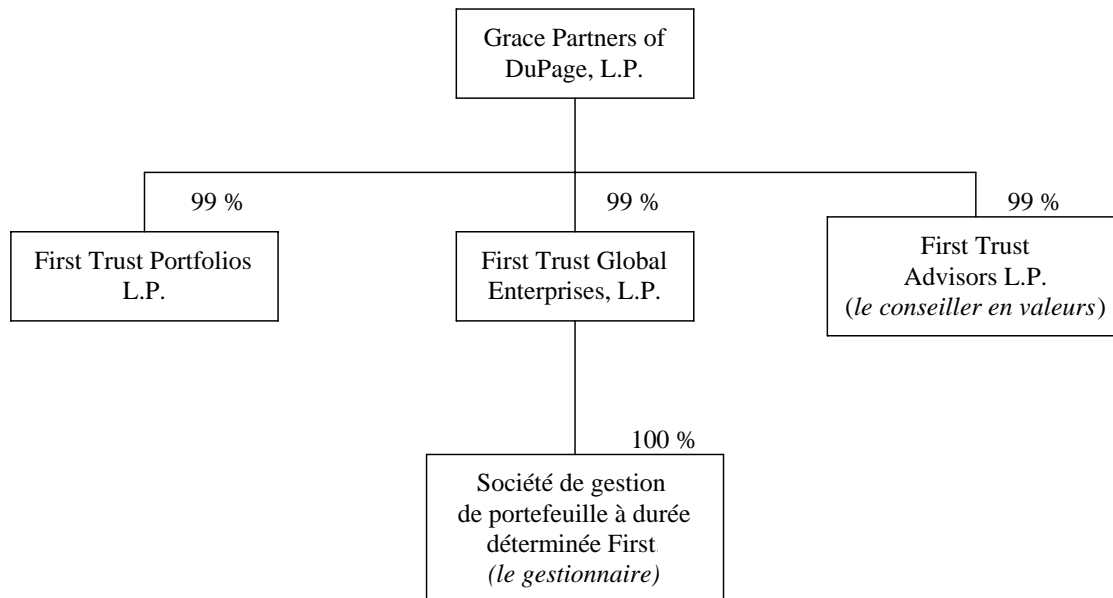 Grace Partners of
DuPage, L.P.
99 %
99 %
99 %
First Trust Portfolios
L.P.
First Trust Global
Enterprises, L.P.
First Trust
Advisors L.P.
(le conseiller en valeurs)
100 %
Société de gestion
de portefeuille à durée
déterminée First
(le gestionnaire)